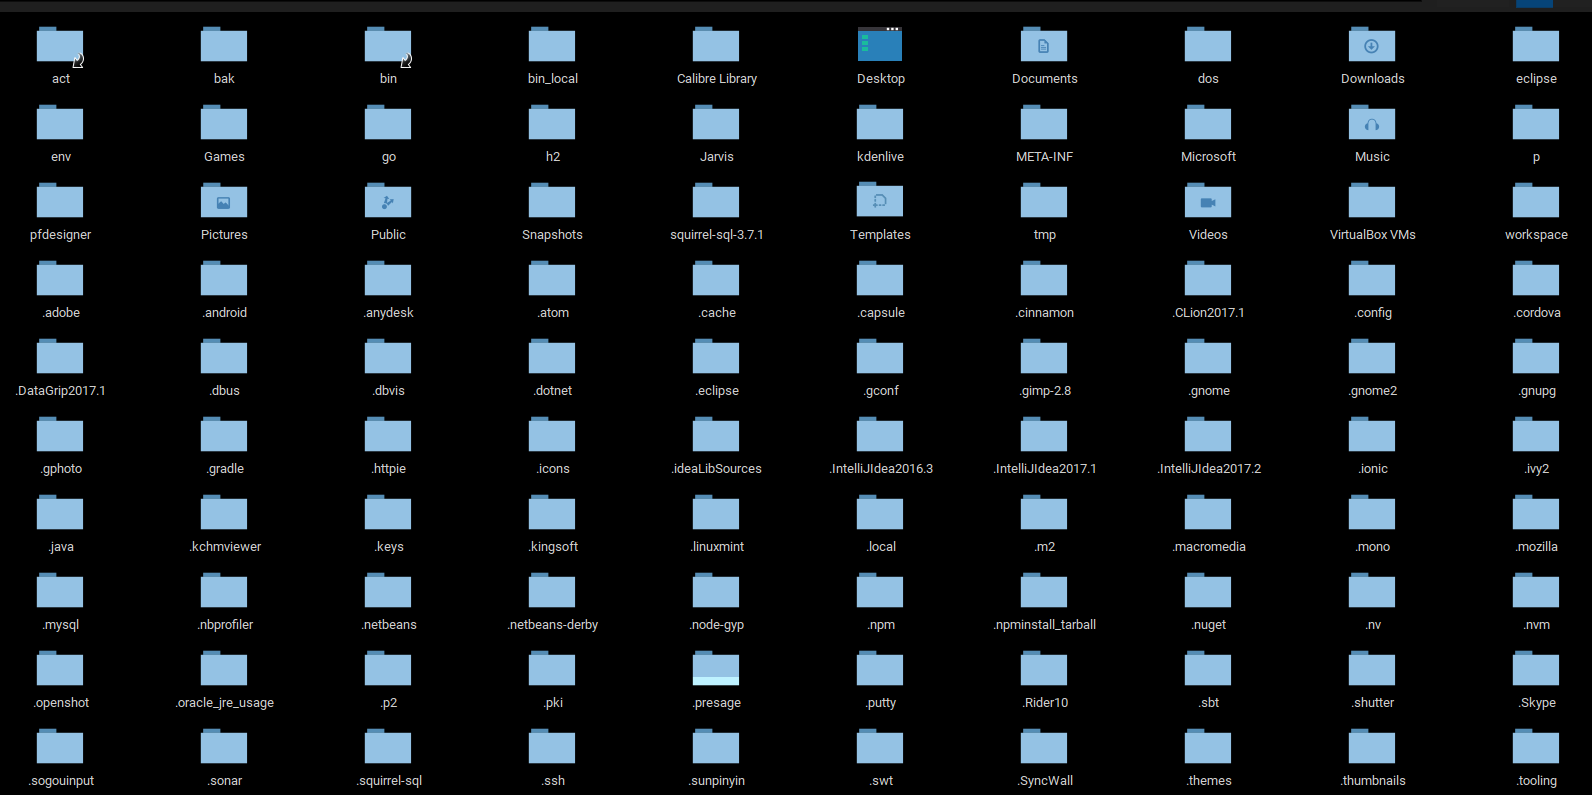 act bak bin bin_local Calibre Library Desktop Documents dos Downloads eclipse
env Games go h2 Jarvis kdenlive META-INF Microsoft Music p
pfdesigner Pictures Public Snapshots squirrel-sql-3.7.1 Templates tmp Videos VirtualBox VMs workspace
.adobe .android .anydesk .atom .cache .capsule .cinnamon .CLion2017.1 .config .cordova
.DataGrip2017.1 .dbus .dbvis .dotnet .eclipse .gconf .gimp-2.8 .gnome .gnome2 .gnupg
.gphoto .gradle .httpie .icons .ideaLibSources .IntelliJIdea2016.3 .IntelliJIdea2017.1 .IntelliJIdea2017.2 .ionic .ivy2
.java .kchmviewer .keys .kingsoft .linuxmint .local .m2 .macromedia .mono .mozilla
.mysql .nbprofiler .netbeans .netbeans-derby .node-gyp .npm .npminstall_tarball .nuget .nv .nvm
.openshot .oracle_jre_usage .p2 .pki .presage .putty .Rider10 .sbt .shutter .Skype
.sogouinput .sonar .squirrel-sql .ssh .sunpinyin .swt .SyncWall .themes .thumbnails .tooling